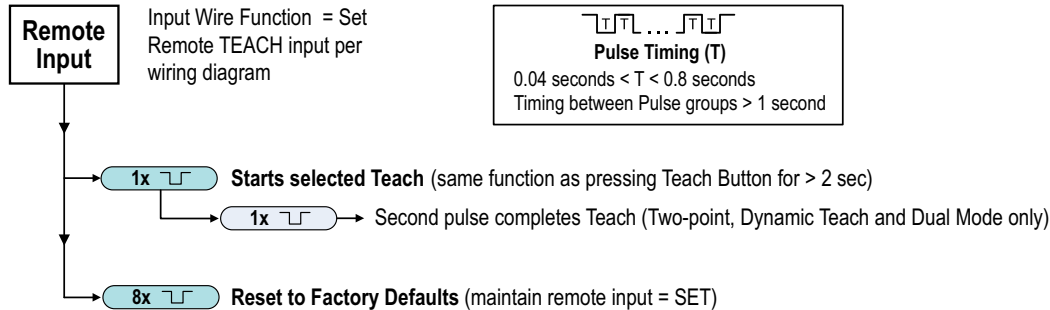 Remote
Input
Input Wire Function = Set
Remote TEACH input per
wiring diagram
T T ... T T
Pulse Timing (T)
0.04 seconds < T < 0.8 seconds
Timing between Pulse groups > 1 second
1x
Starts selected Teach (same function as pressing Teach Button for > 2 sec)
1x
Second pulse completes Teach (Two-point, Dynamic Teach and Dual Mode only)
8x
Reset to Factory Defaults (maintain remote input = SET)